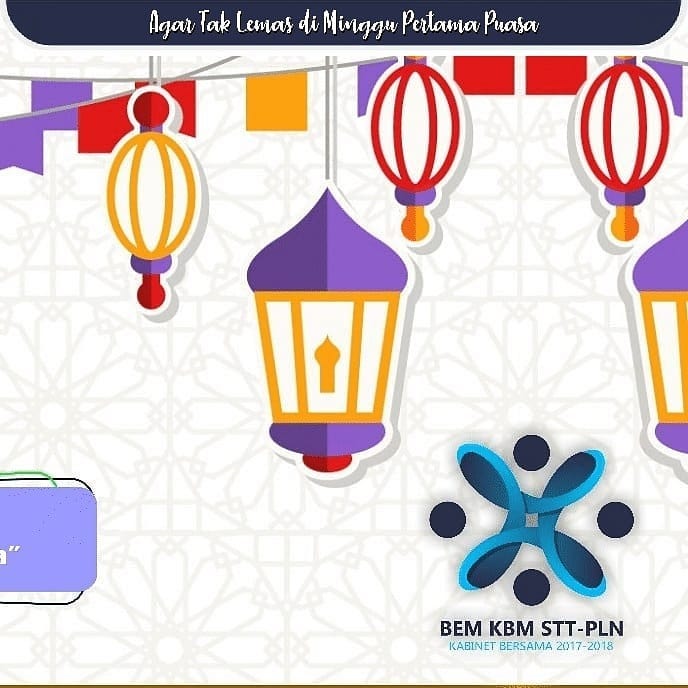 Agar Tak Lemas di Minggu Pertama Puasa
a"
BEM KBM STT-PLN
KABINET BERSAMA 2017-2018